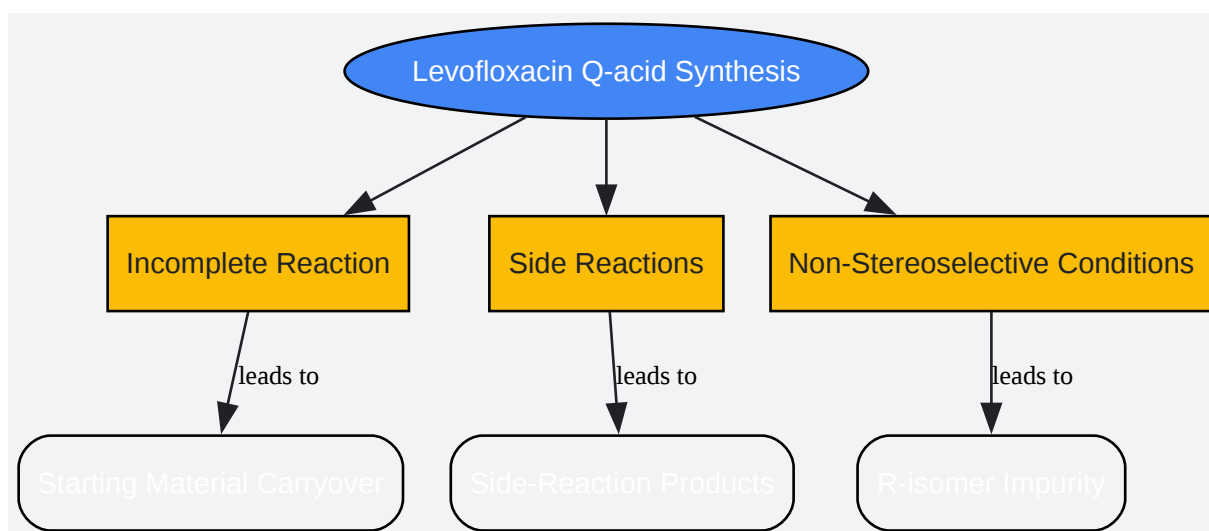 Levofloxacin Q-acid Synthesis
Incomplete Reaction
Side Reactions
Non-Stereoselective Conditions
leads to
leads to
leads to
Starting Material Carryover
Side-Reaction Products
R-isomer Impurity